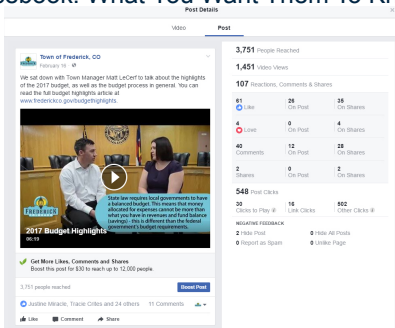 Post Details
Video
Post
Town of Frederick, CO
February 16
We sat down with Town Manager Matt LeCerf to talk about the highlights
of the 2017 budget, as well as the budget process in general. You can
read the full budget highlights article at
www.frederickco.gov/budgethighlights.
FREDERICK
2017 Budget Highlights
06:19
State law requires local governments to have
a balanced budget. This means that money
allocated for expenses cannot be more than
what you have in revenues and fund balance
(savings) - this is different than the federal
government's budget requirements.
Get More Likes, Comments and Shares
Boost this post for $30 to reach up to 12,000 people.
3,751 people reached
Boost Post
Justine Miracle, Tracie Crites and 24 others
11 Comments
Like
Comment
Share
3,751 People Reached
1,451 Video Views
107 Reactions, Comments & Shares
61 26 35
Like On Post On Shares
4 0 4
Love On Post On Shares
40 12 28
Comments On Post On Shares
2 0 2
Shares On Post On Shares
548 Post Clicks
30 16 502
Clicks to Play Link Clicks Other Clicks
NEGATIVE FEEDBACK
2 Hide Post 0 Hide All Posts
0 Report as Spam 0 Unlike Page